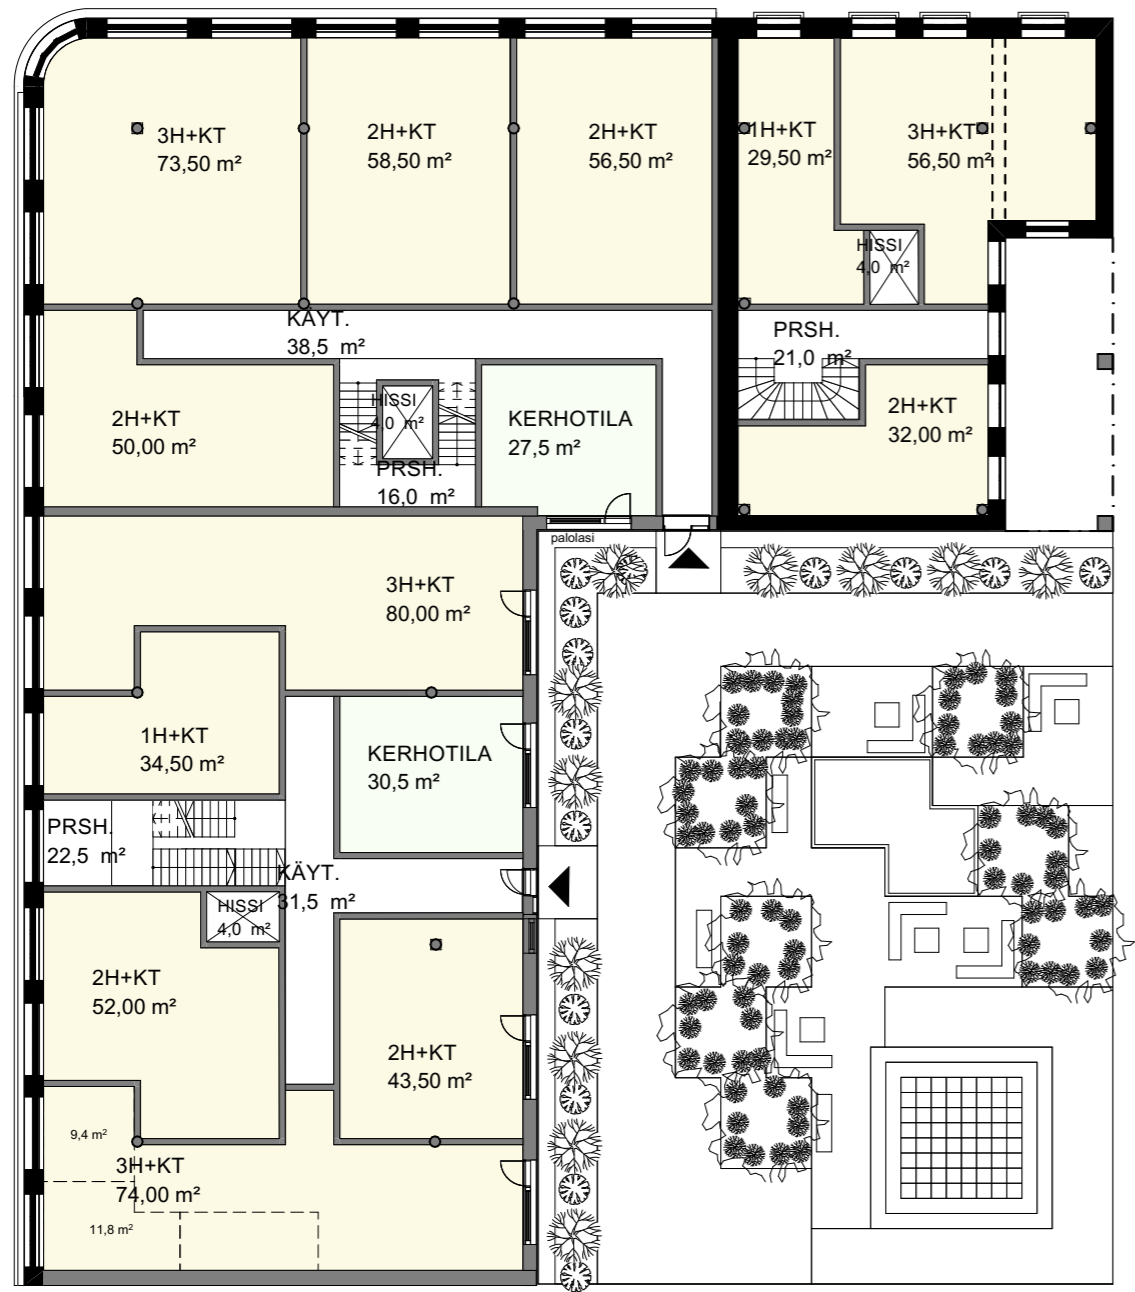 3H+KT
73,50 m²
2H+KT
58,50 m²
2H+KT
56,50 m²
1H+KT
29,50 m²
3H+KT
56,50 m²
HISSI
4,0 m²
KÄYT.
38,5 m²
PRSH.
21,0 m²
2H+KT
50,00 m²
HISSI
4,0 m²
PRSH.
16,0 m²
KERHOTILA
27,5 m²
2H+KT
32,00 m²
palolasi
3H+KT
80,00 m²
1H+KT
34,50 m²
KERHOTILA
30,5 m²
PRSH.
22,5 m²
KÄYT.
31,5 m²
HISSI
4,0 m²
2H+KT
52,00 m²
2H+KT
43,50 m²
9,4 m²
3H+KT
74,00 m²
11,8 m²